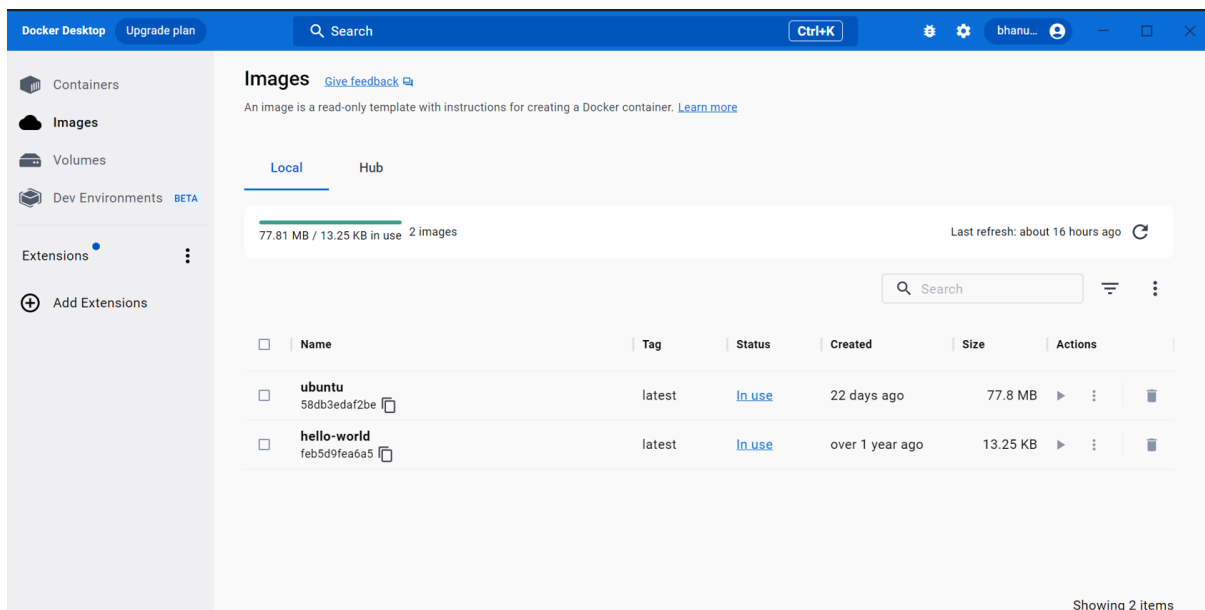 Docker Desktop Upgrade plan Search Ctrl+K bhanu...
Containers
Images
Volumes
Dev Environments BETA
Extensions
Add Extensions
Images Give feedback
An image is a read-only template with instructions for creating a Docker container. Learn more
Local Hub
77.81 MB / 13.25 KB in use 2 images Last refresh: about 16 hours ago
Search
Name Tag Status Created Size Actions
ubuntu
58db3edaf2be latest In use 22 days ago 77.8 MB
hello-world
feb5d9fea6a5 latest In use over 1 year ago 13.25 KB
Showing 2 items